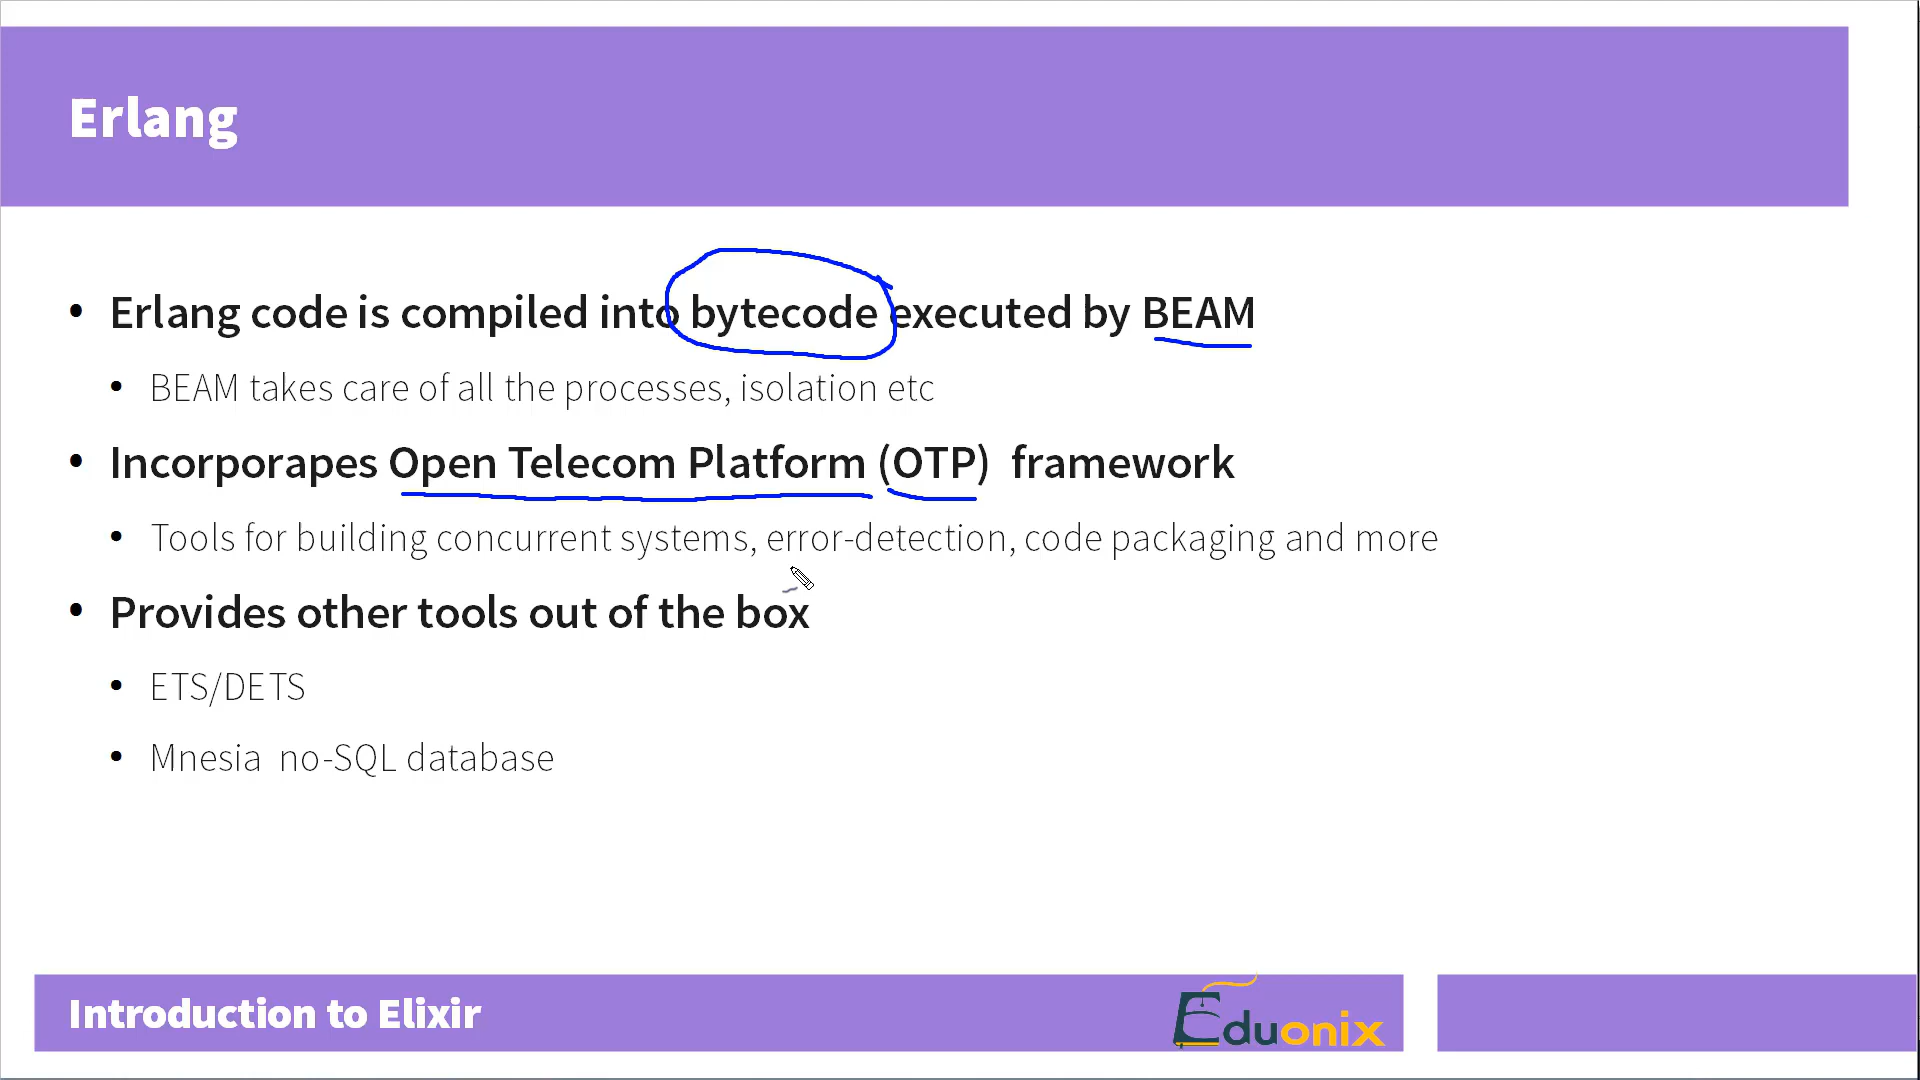 Erlang
• Erlang code is compiled into bytecode executed by BEAM
• BEAM takes care of all the processes, isolation etc
• Incorporapes Open Telecom Platform (OTP) framework
• Tools for building concurrent systems, error-detection, code packaging and more
• Provides other tools out of the box
• ETS/DETS
• Mnesia no-SQL database
Introduction to Elixir
Eduonix